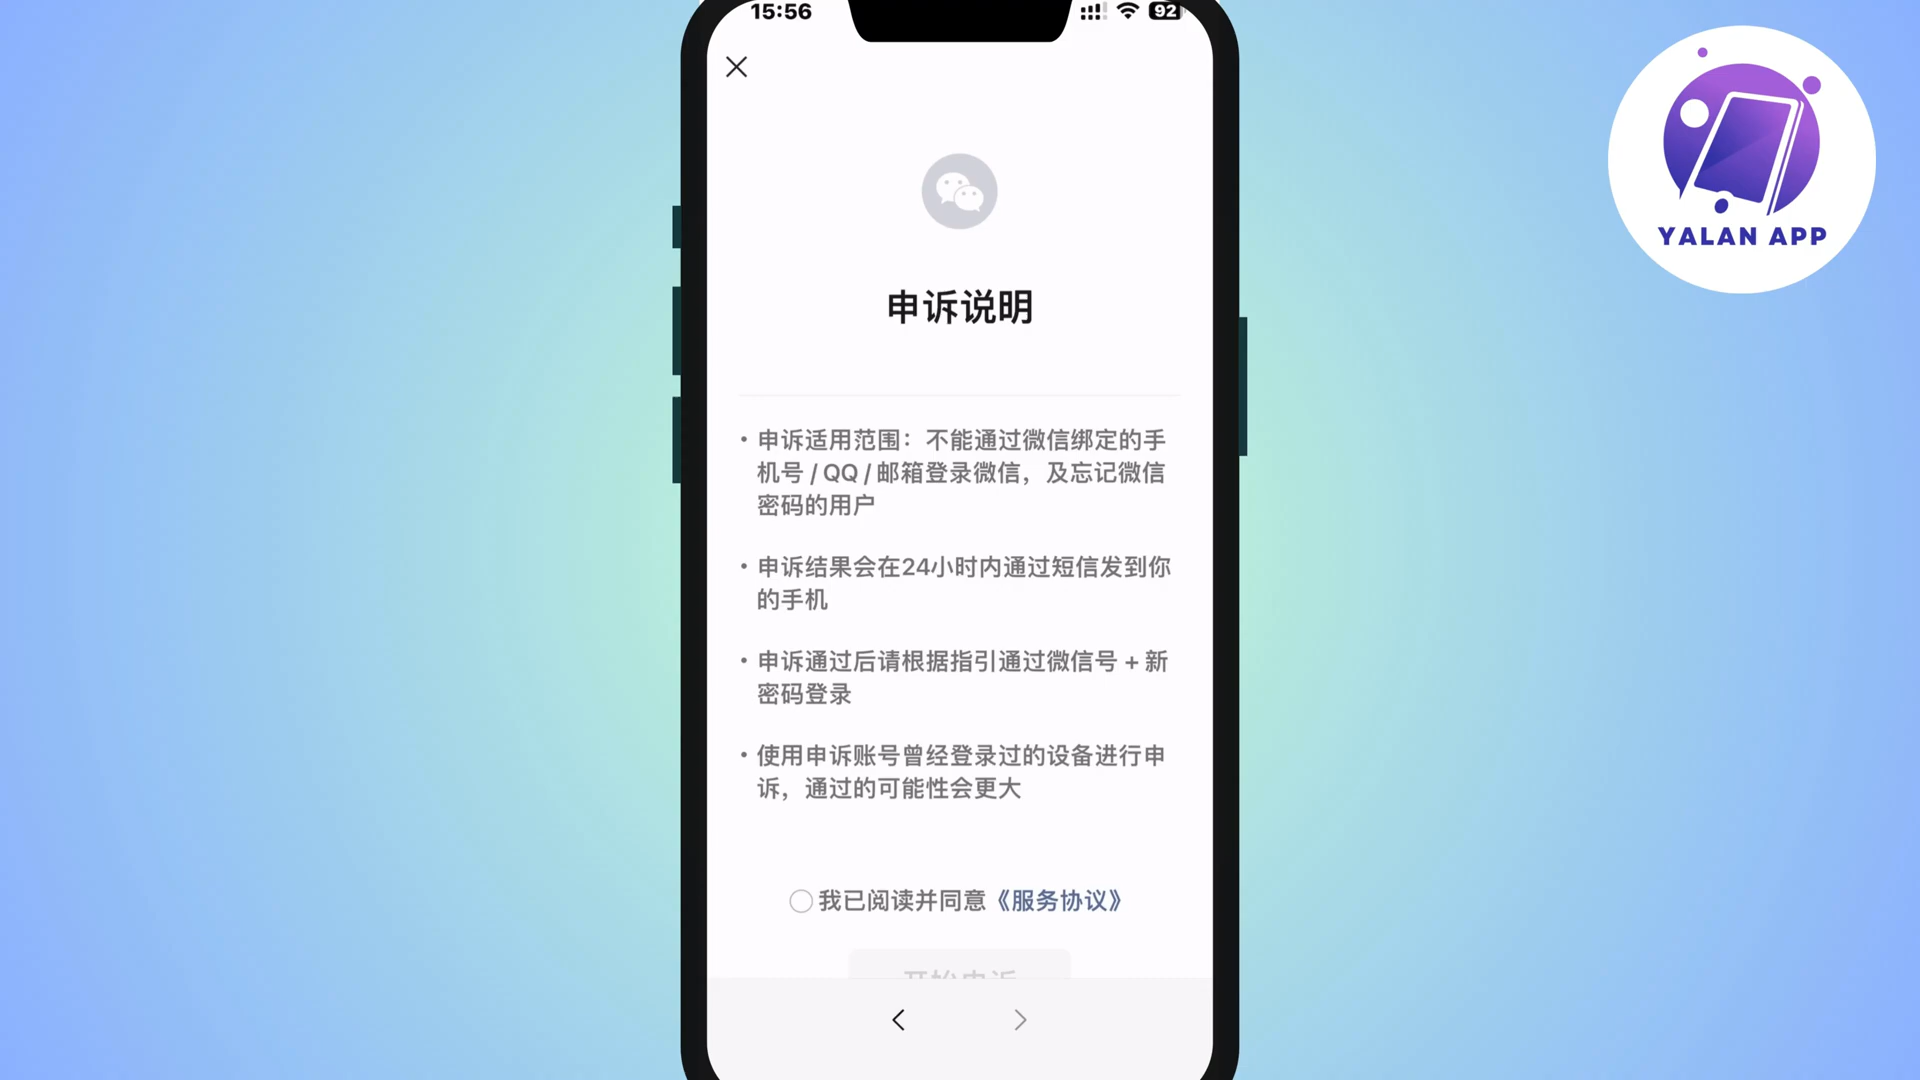 15:56
92
YALAN APP
申诉说明
• 申诉适用范围：不能通过微信绑定的手
机号 / QQ / 邮箱登录微信，及忘记微信
密码的用户
• 申诉结果会在24小时内通过短信发到你
的手机
• 申诉通过后请根据指引通过微信号 + 新
密码登录
• 使用申诉账号曾经登录过的设备进行申
诉，通过的可能性会更大
我已阅读并同意《服务协议》
开始申诉